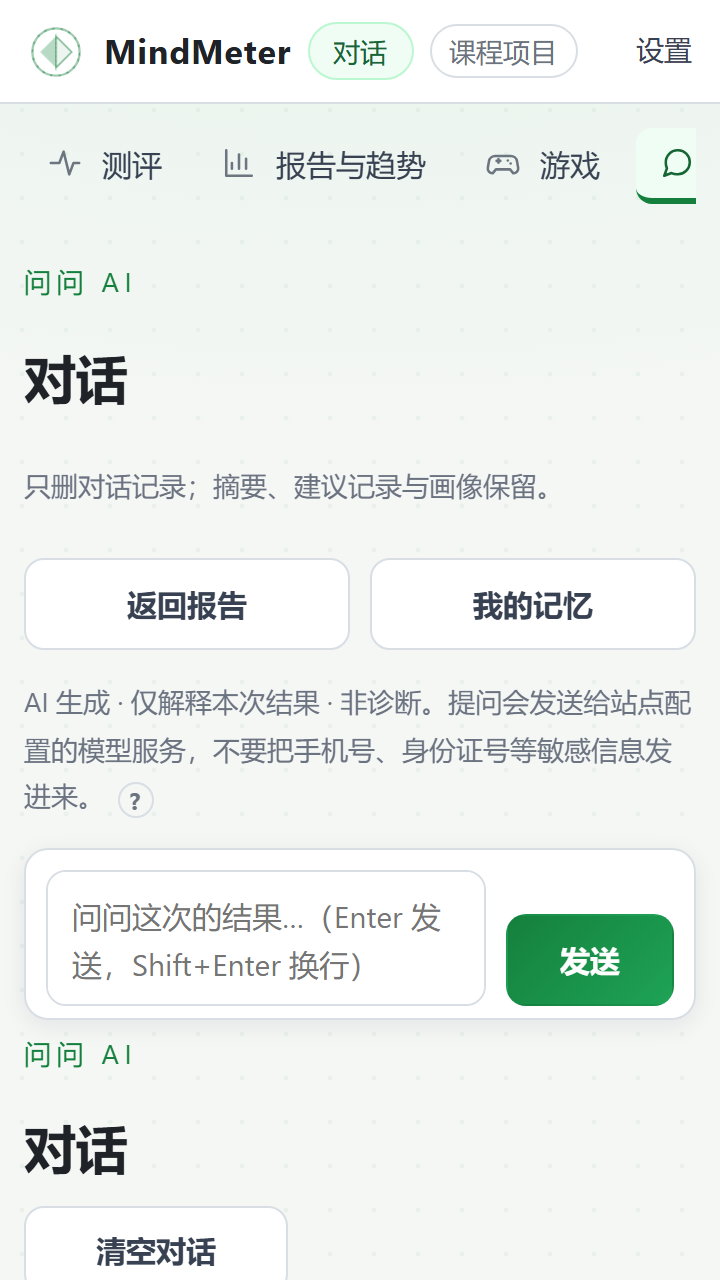 MindMeter 对话 课程项目 设置
测评 报告与趋势 游戏
问问 AI
对话
只删对话记录；摘要、建议记录与画像保留。
返回报告 我的记忆
AI 生成 · 仅解释本次结果 · 非诊断。提问会发送给站点配
置的模型服务，不要把手机号、身份证号等敏感信息发
进来。 ?
问问这次的结果...（Enter 发
送，Shift+Enter 换行）
发送
问问 AI
对话
清空对话